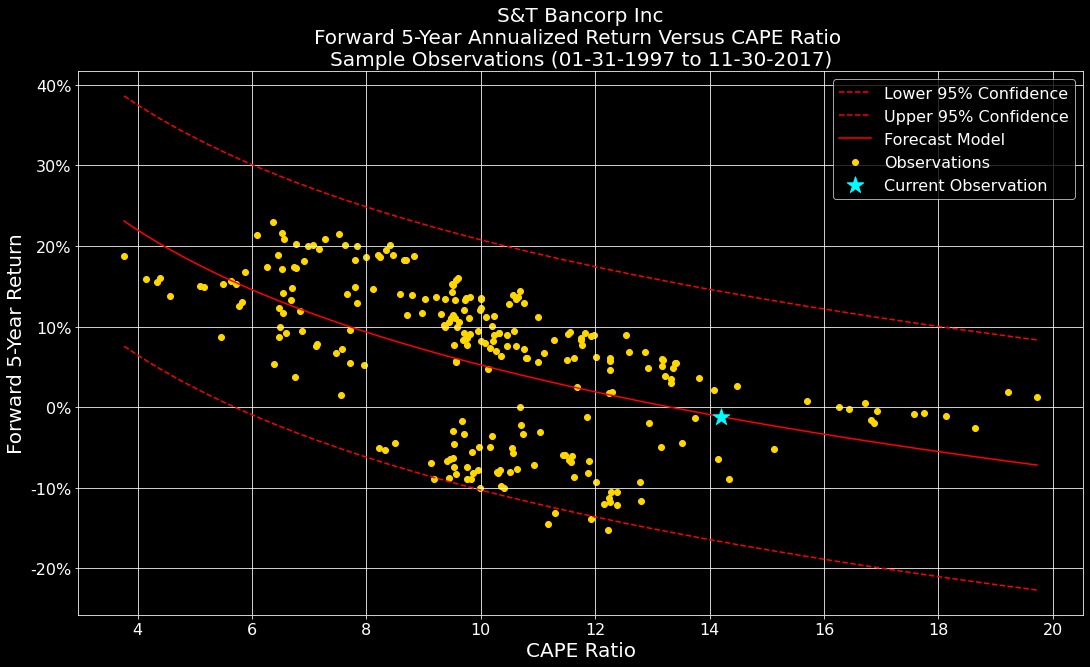 S&T Bancorp Inc
Forward 5-Year Annualized Return Versus CAPE Ratio
Sample Observations (01-31-1997 to 11-30-2017)
Lower 95% Confidence
Upper 95% Confidence
Forecast Model
Observations
Current Observation
Forward 5-Year Return
40%
30%
20%
10%
0%
-10%
-20%
4 6 8 10 12 14 16 18 20
CAPE Ratio